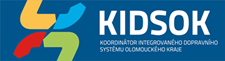 KIDSOK
KOORDINÁTOR INTEGROVANÉHO DOPRAVNÍHO
SYSTÉMU OLOMOUCKÉHO KRAJE